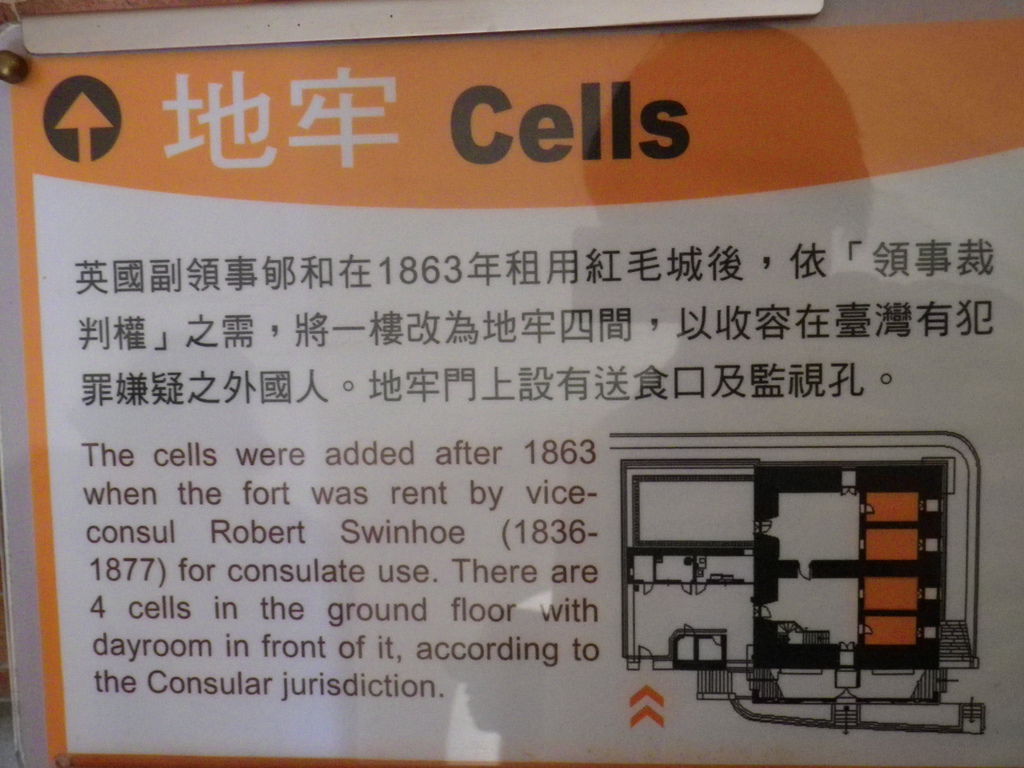 地牢 Cells
英國副領事郇和在1863年租用紅毛城後，依「領事裁
判權」之需，將一樓改為地牢四間，以收容在臺灣有犯
罪嫌疑之外國人。地牢門上設有送食口及監視孔。
The cells were added after 1863
when the fort was rent by vice-
consul Robert Swinhoe (1836-
1877) for consulate use. There are
4 cells in the ground floor with
dayroom in front of it, according to
the Consular jurisdiction.